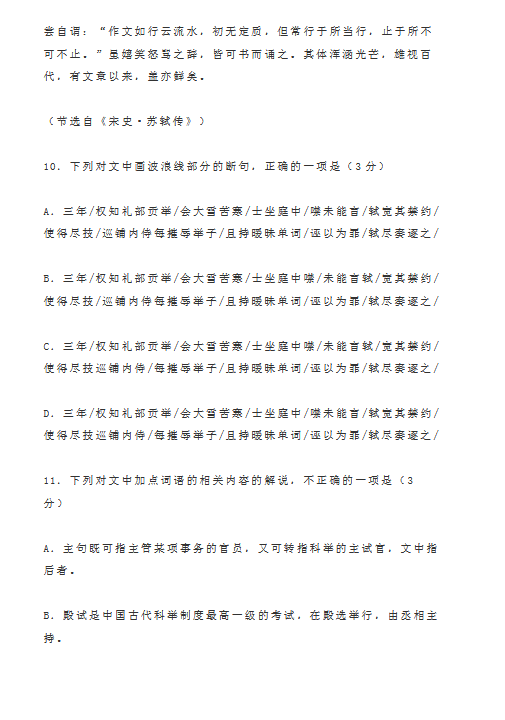 尝自谓：“作文如行云流水，初无定质，但常行于所当行，止于所不
可不止。”虽嬉笑怒骂之辞，皆可书而诵之。其体浑涵光芒，雄视百
代，有文章以来，盖亦鲜矣。
（节选自《宋史·苏轼传》）
10. 下列对文中画波浪线部分的断句，正确的一项是（3分）
A. 三年/权知礼部贡举/会大雪苦寒/士坐庭中/噤未能言/轼宽其禁约/
使得尽技/巡铺内侍每摧辱举子/且持暧昧单词/诬以为罪/轼尽奏逐之/
B. 三年/权知礼部贡举/会大雪苦寒/士坐庭中噤/未能言轼/宽其禁约/
使得尽技/巡铺内侍每摧辱举子/且持暧昧单词/诬以为罪/轼尽奏逐之/
C. 三年/权知礼部贡举/会大雪苦寒/士坐庭中噤/未能言轼/宽其禁约/
使得尽技巡铺内侍/每摧辱举子/且持暧昧单词/诬以为罪/轼尽奏逐之/
D. 三年/权知礼部贡举/会大雪苦寒/士坐庭中/噤未能言/轼宽其禁约/
使得尽技巡铺内侍/每摧辱举子/且持暧昧单词/诬以为罪/轼尽奏逐之/
11. 下列对文中加点词语的相关内容的解说，不正确的一项是（3
分）
A. 主句既可指主管某项事务的官员，又可转指科举的主试官，文中指
后者。
B. 殿试是中国古代科举制度最高一级的考试，在殿选举行，由丞相主
持。